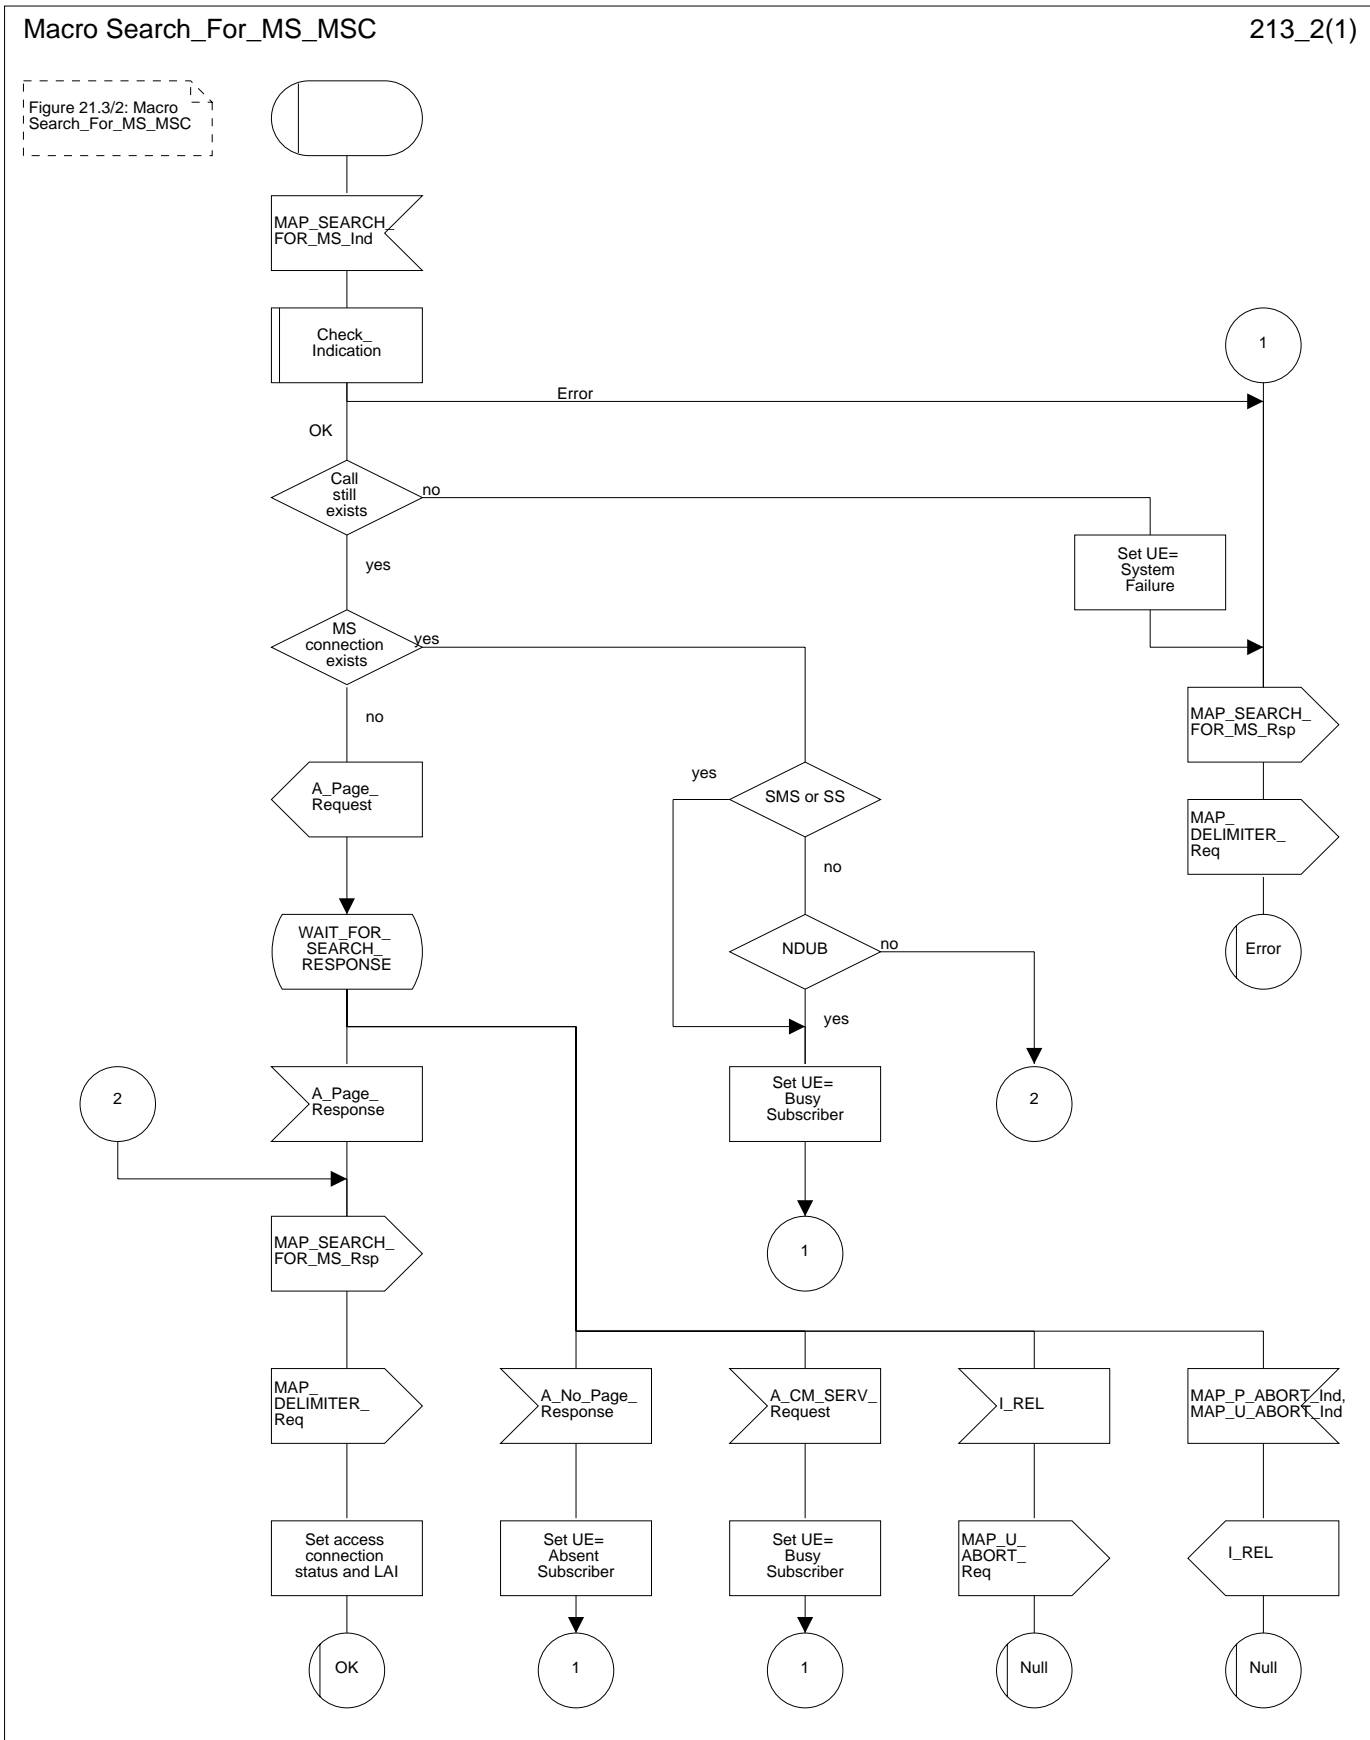 Macro Search_For_MS_MSC
213_2(1)
Figure 21.3/2: Macro
Search_For_MS_MSC
MAP_SEARCH_
FOR_MS_Ind
Check_
Indication
1
Error
OK
Call
still
exists
no
yes
Set UE=
System
Failure
MS
connection
exists
yes
no
MAP_SEARCH_
FOR_MS_Rsp
A_Page_
Request
yes
SMS or SS
no
MAP_
DELIMITER_
Req
WAIT_FOR_
SEARCH_
RESPONSE
NDUB
no
yes
Error
2
A_Page_
Response
Set UE=
Busy
Subscriber
2
MAP_SEARCH_
FOR_MS_Rsp
1
MAP_
DELIMITER_
Req
A_No_Page_
Response
A_CM_SERV_
Request
I_REL
MAP_P_ABORT_Ind,
MAP_U_ABORT_Ind
Set access
connection
status and LAI
Set UE=
Absent
Subscriber
Set UE=
Busy
Subscriber
MAP_U_
ABORT_
Req
I_REL
OK
1
1
Null
Null